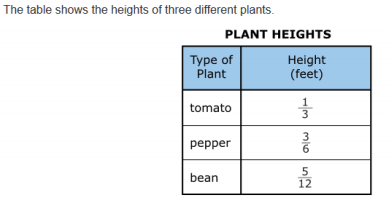 The table shows the heights of three different plants.
PLANT HEIGHTS
Type of Plant | Height (feet)
tomato | 1/3
pepper | 3/6
bean | 5/12